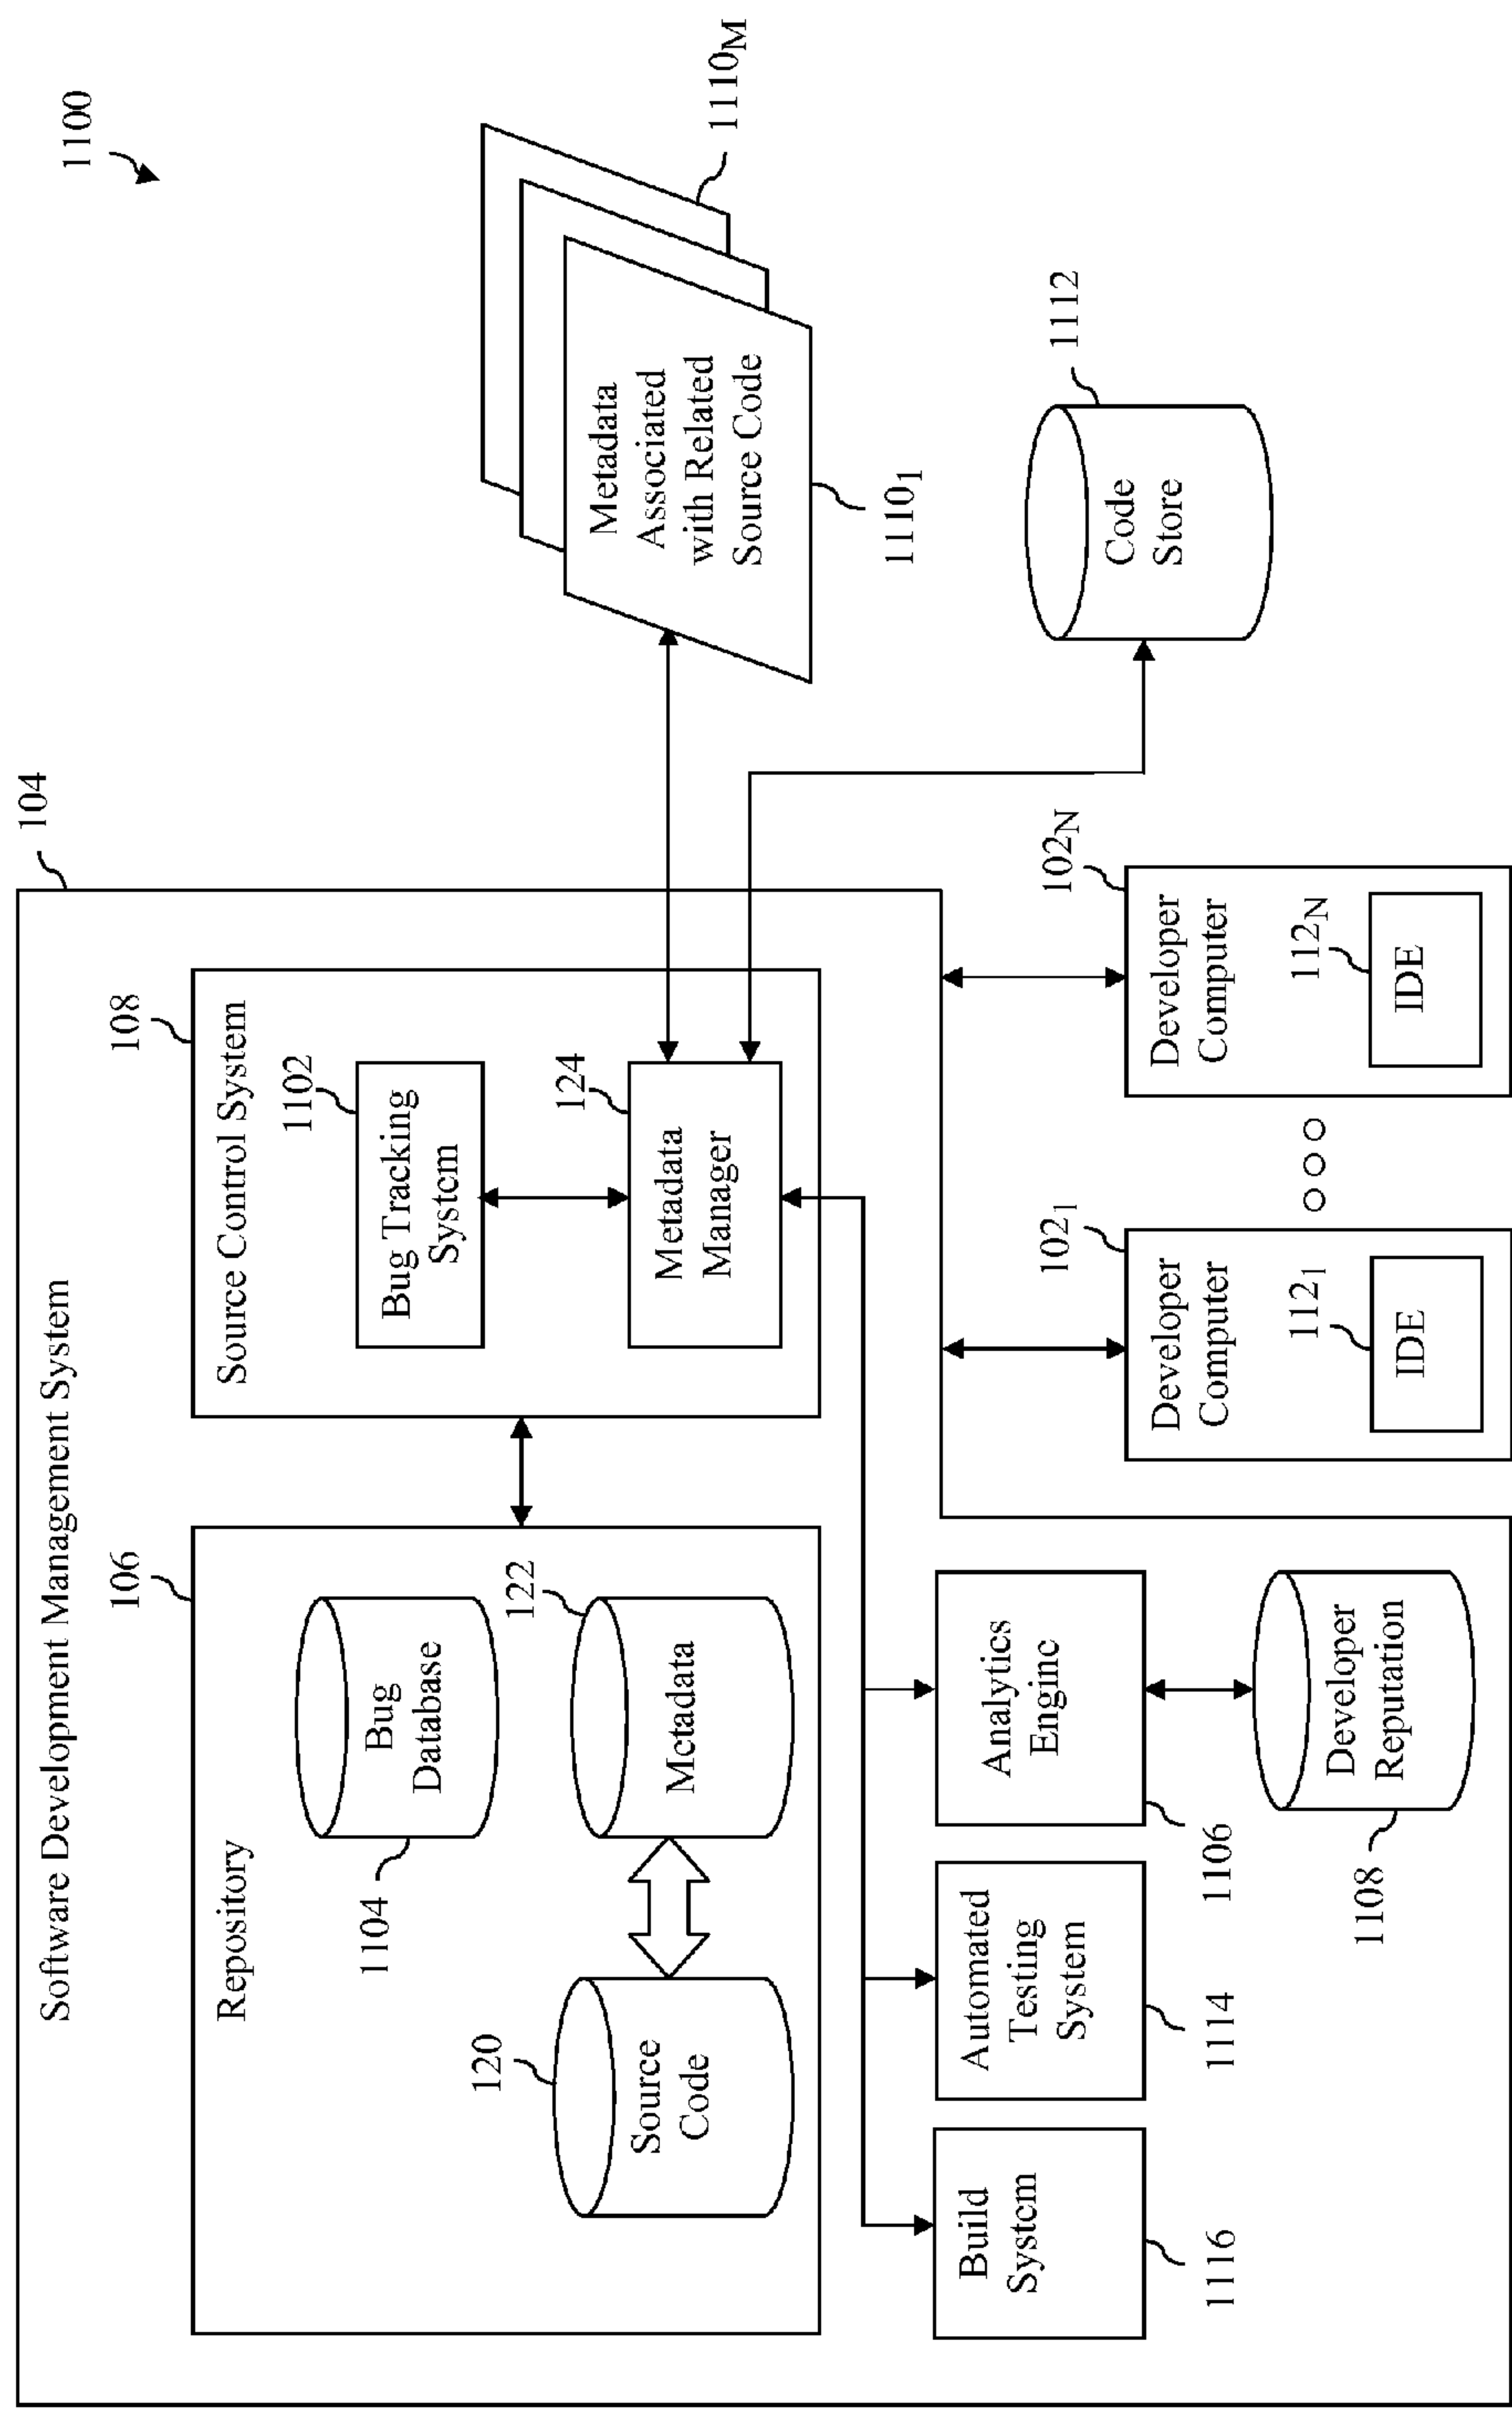 1100
Software Development Management System
104
Repository
106
Bug
Database
1104
Source
Code
120
Metadata
122
Source Control System
108
Bug Tracking
System
1102
Metadata
Manager
124
Metadata
Associated
with Related
Source Code
1110₁
1110M
Code
Store
1112
Build
System
1116
Automated
Testing
System
1114
Analytics
Engine
1106
Developer
Reputation
1108
Developer
Computer
102₁
IDE
112₁
Developer
Computer
102N
IDE
112N